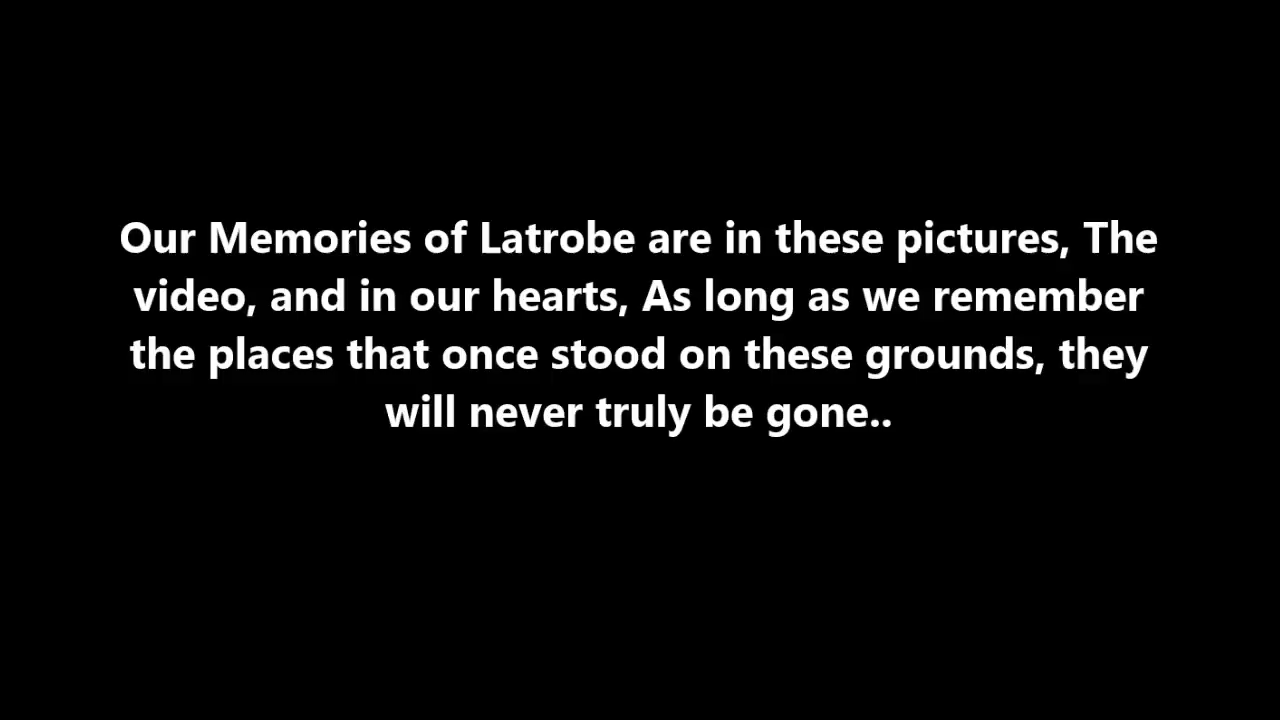 Our Memories of Latrobe are in these pictures, The
video, and in our hearts, As long as we remember
the places that once stood on these grounds, they
will never truly be gone..